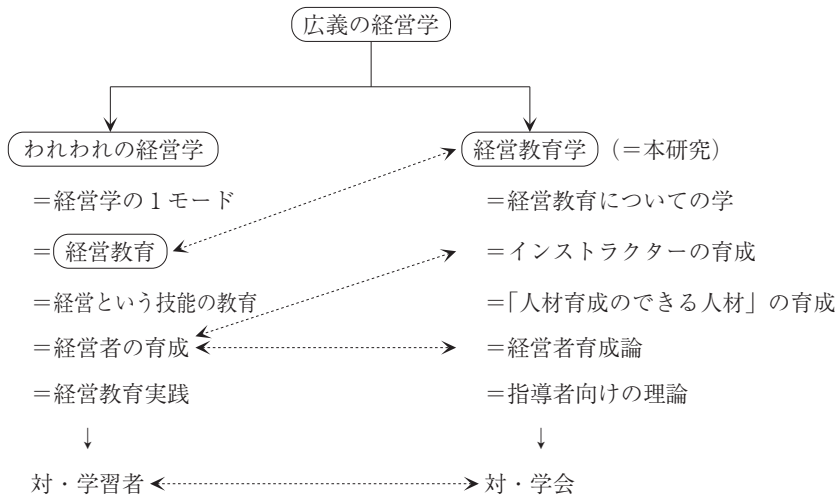 広義の経営学
われわれの経営学
=経営学の1モード
=経営教育
=経営という技能の教育
=経営者の育成
=経営教育実践
↓
対・学習者
経営教育学(=本研究)
=経営教育についての学
=インストラクターの育成
=「人材育成のできる人材」の育成
=経営者育成論
=指導者向けの理論
↓
対・学会